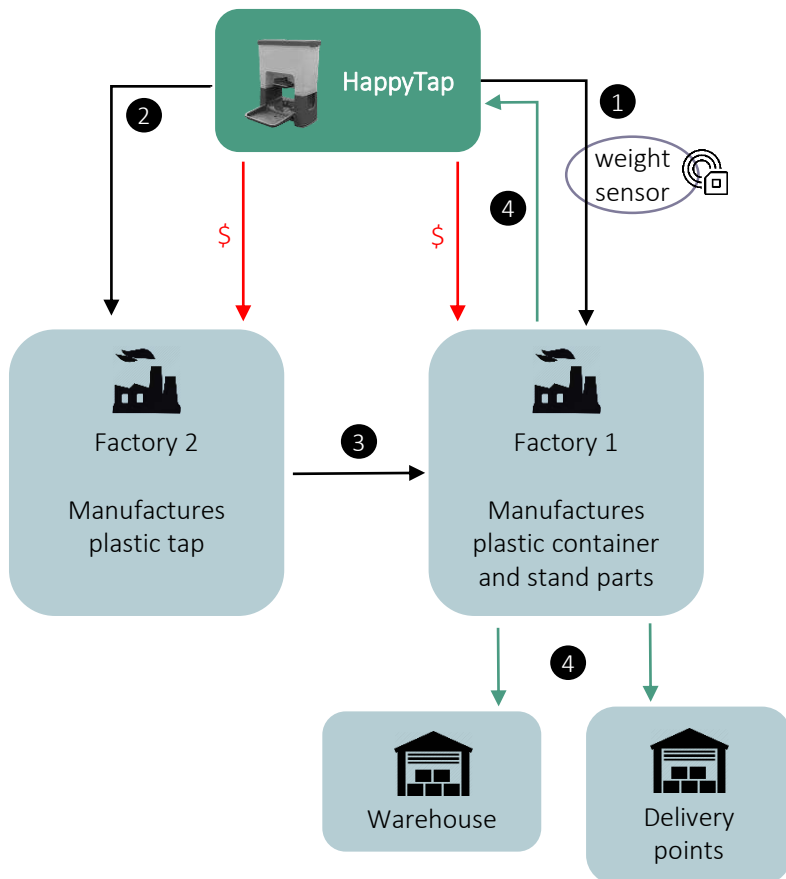 HappyTap
2
1
weight
sensor
4
$
$
Factory 2
Manufactures
plastic tap
3
Factory 1
Manufactures
plastic container
and stand parts
4
Warehouse
Delivery
points